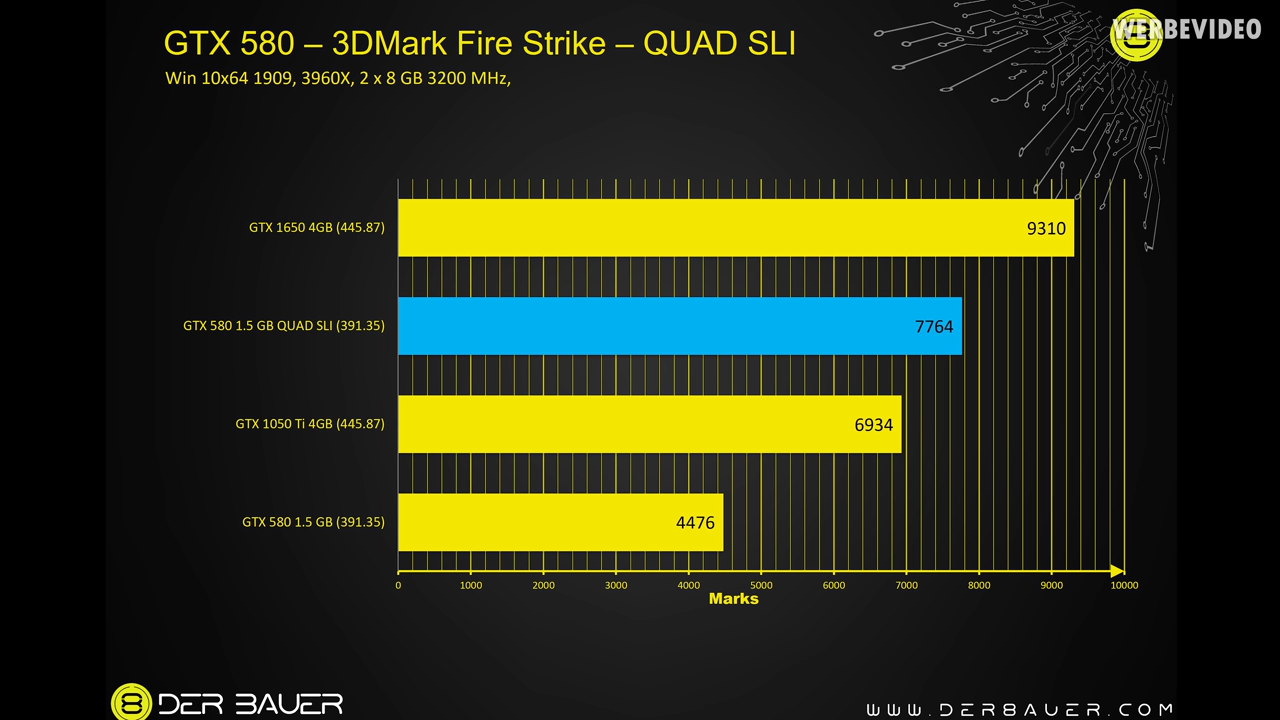 GTX 580 – 3DMark Fire Strike – QUAD SLI
WERBEVIDEO
Win 10x64 1909, 3960X, 2 x 8 GB 3200 MHz,
GTX 1650 4GB (445.87)
9310
GTX 580 1.5 GB QUAD SLI (391.35)
7764
GTX 1050 Ti 4GB (445.87)
6934
GTX 580 1.5 GB (391.35)
4476
0 1000 2000 3000 4000 5000 6000 7000 8000 9000 10000
Marks
8 DER 8AUER
WWW.DER8AUER.COM